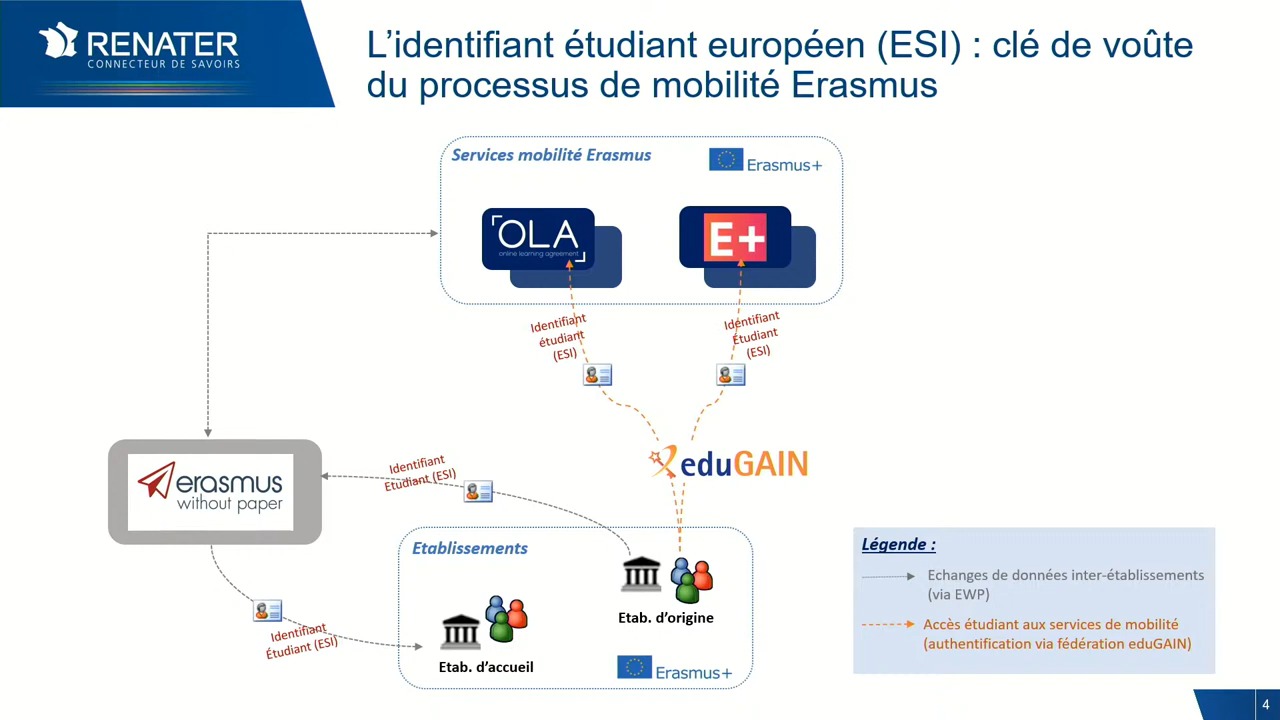 RENATER
CONNECTEUR DE SAVOIRS
L’identifiant étudiant européen (ESI) : clé de voûte
du processus de mobilité Erasmus
Services mobilité Erasmus
Erasmus+
OLA
online learning agreement
E+
Identifiant
étudiant
(ESI)
Identifiant
Étudiant
(ESI)
eduGAIN
erasmus
without paper
Identifiant
Etudiant (ESI)
Identifiant
Étudiant (ESI)
Etablissements
Etab. d’origine
Etab. d’accueil
Erasmus+
Légende :
Echanges de données inter-établissements
(via EWP)
Accès étudiant aux services de mobilité
(authentification via fédération eduGAIN)
4